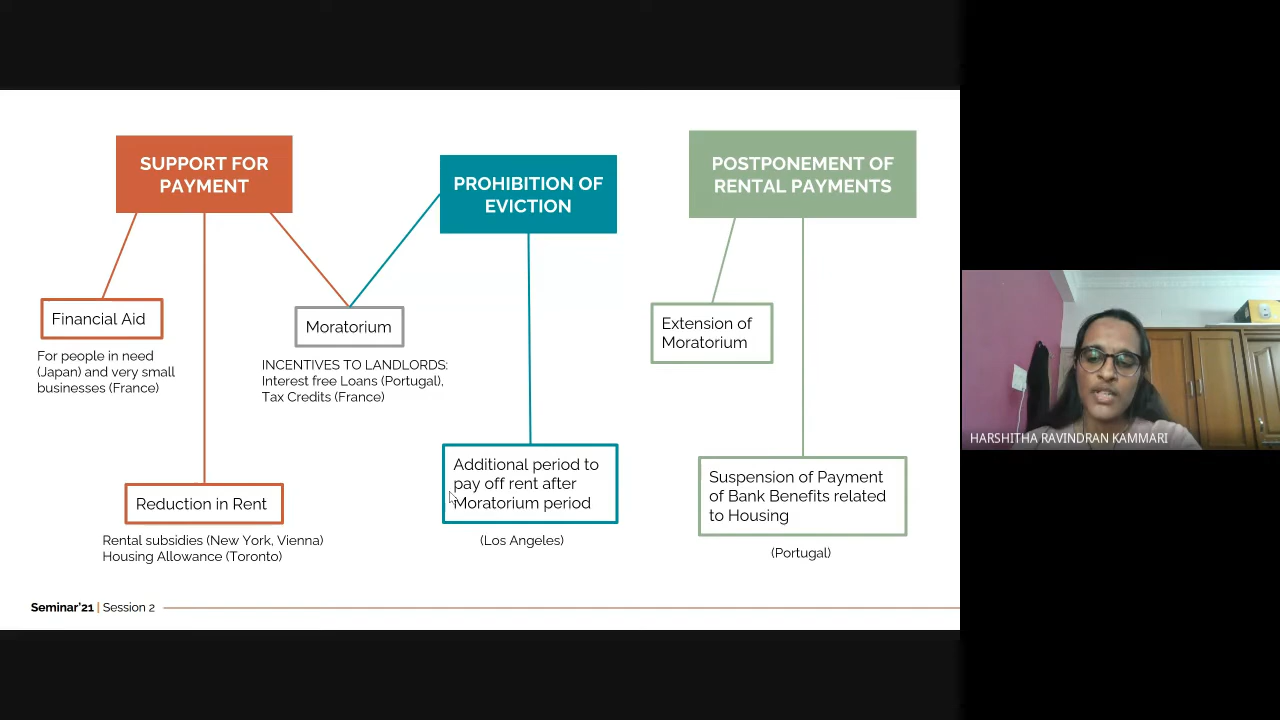 SUPPORT FOR
PAYMENT
PROHIBITION OF
EVICTION
POSTPONEMENT OF
RENTAL PAYMENTS
Financial Aid
For people in need
(Japan) and very small
businesses (France)
Moratorium
INCENTIVES TO LANDLORDS:
Interest free Loans (Portugal),
Tax Credits (France)
Extension of
Moratorium
Reduction in Rent
Rental subsidies (New York, Vienna)
Housing Allowance (Toronto)
Additional period to
pay off rent after
Moratorium period
(Los Angeles)
Suspension of Payment
of Bank Benefits related
to Housing
(Portugal)
Seminar'21 | Session 2
HARSHITHA RAVINDRAN KAMMARI